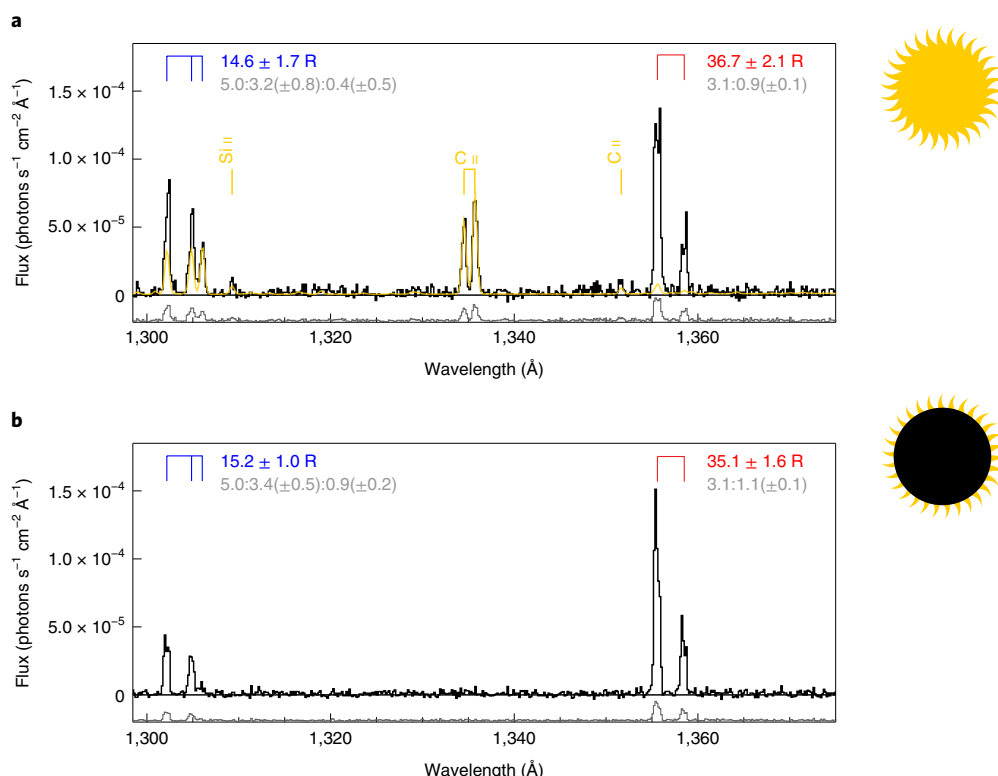 a
14.6 ± 1.7 R
36.7 ± 2.1 R
5.0:3.2(±0.8):0.4(±0.5)
3.1:0.9(±0.1)
1.5 × 10⁻⁴
1.0 × 10⁻⁴
5.0 × 10⁻⁵
0
Flux (photons s⁻¹ cm⁻² Å⁻¹)
Si II
C II
C II
1,300
1,320
1,340
1,360
Wavelength (Å)
b
15.2 ± 1.0 R
35.1 ± 1.6 R
5.0:3.4(±0.5):0.9(±0.2)
3.1:1.1(±0.1)
1.5 × 10⁻⁴
1.0 × 10⁻⁴
5.0 × 10⁻⁵
0
Flux (photons s⁻¹ cm⁻² Å⁻¹)
1,300
1,320
1,340
1,360
Wavelength (Å)